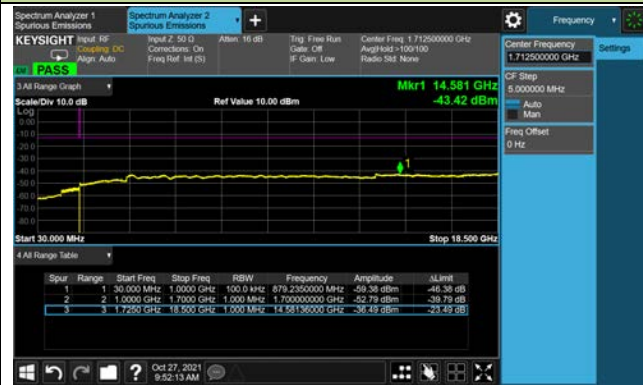 Spectrum Analyzer 1
Spurious Emissions
Spectrum Analyzer 2
Spurious Emissions
Frequency
KEYSIGHT
Input: RF
Coupling: DC
Align: Auto
Input Z: 50 Ω
Corrections: On
Freq Ref: Int (S)
Atten: 16 dB
Trig: Free Run
Gate: Off
IF Gain: Low
Center Freq: 1.712500000 GHz
Avg|Hold:>100/100
Radio Std: None
PASS
Center Frequency
1.712500000 GHz
Settings
CF Step
5.000000 MHz
Auto
Man
Freq Offset
0 Hz
3 All Range Graph
Scale/Div 10.0 dB
Ref Value 10.00 dBm
Mkr1 14.581 GHz
-43.42 dBm
Log
0.00
-10.0
-20.0
-30.0
-40.0
-50.0
-60.0
-70.0
-80.0
1
Start 30.000 MHz
Stop 18.500 GHz
4 All Range Table
Spur Range Start Freq Stop Freq RBW Frequency Amplitude ΔLimit
1 1 30.000 MHz 1.0000 GHz 100.0 kHz 879.2350000 MHz -59.38 dBm -46.38 dB
2 2 1.0000 GHz 1.7000 GHz 1.000 MHz 1.700000000 GHz -52.79 dBm -39.79 dB
3 3 1.7250 GHz 18.500 GHz 1.000 MHz 14.58136000 GHz -36.49 dBm -23.49 dB
Oct 27, 2021
9:52:13 AM